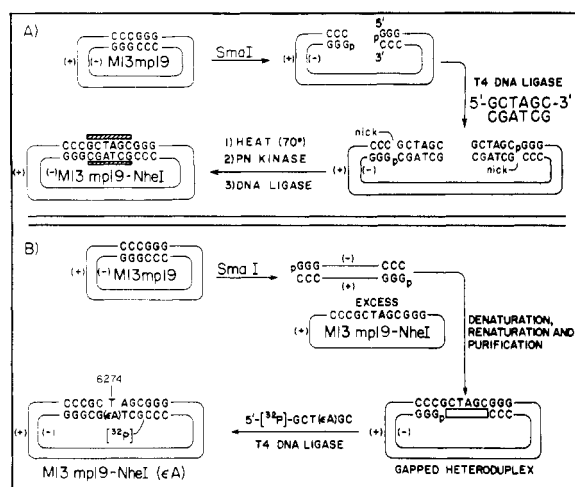 A)
CCCGGG
GGGCCC
(+) (-) M13mp19
SmaI
CCC
GGGp
5'
pGGG
CCC
3'
(+) (-)
T4 DNA LIGASE
5'-GCTAGC-3'
CGATCG
CCCGCTAGCGGG
GGGCGATCGCCC
(+) (-) M13 mp19-NheI
1) HEAT (70°)
2) PN KINASE
3) DNA LIGASE
nick
CCC GCTAGC
GGGpCGATCG
GCTAGCpGGG
CGATCG CCC
nick
(+) (-)
B)
CCCGGG
GGGCCC
(+) (-) M13mp19
Sma I
pGGG (-) CCC
CCC (+) GGGp
EXCESS
CCCGCTAGCGGG
(+) M13 mp19-NheI
DENATURATION,
RENATURATION AND
PURIFICATION
6274
CCCGC T AGCGGG
GGGCG(εA)TCGCCC
[32P]
(+) (-)
M13 mp19-NheI (εA)
5'-[32P]-GCT(εA)GC
T4 DNA LIGASE
CCCGCTAGCGGG
GGGp CCC
(+) (-)
GAPPED HETERODUPLEX